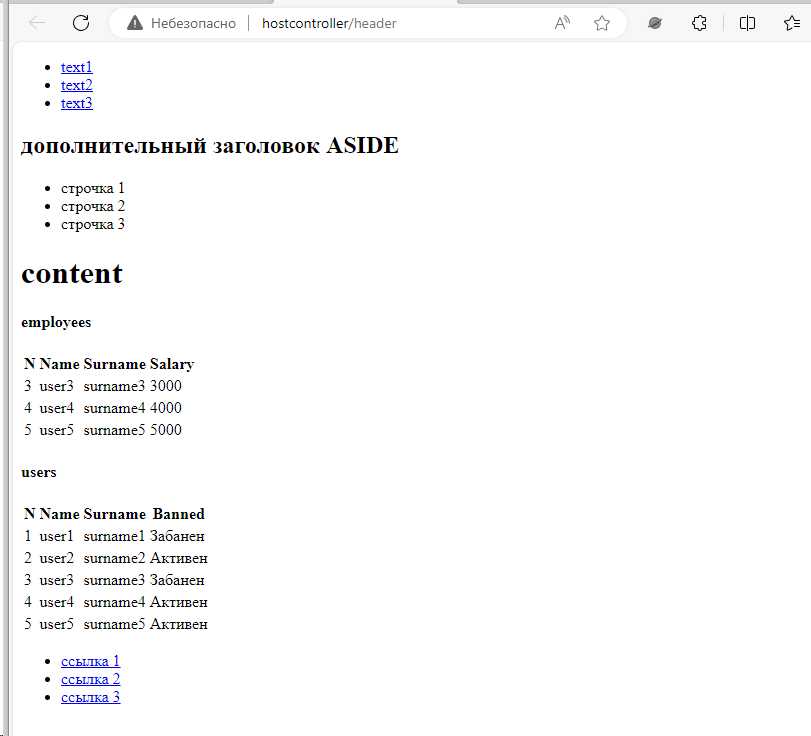 Небезопасно hostcontroller/header
text1
text2
text3
дополнительный заголовок ASIDE
строчка 1
строчка 2
строчка 3
content
employees
N Name Surname Salary
3 user3 surname3 3000
4 user4 surname4 4000
5 user5 surname5 5000
users
N Name Surname Banned
1 user1 surname1 Забанен
2 user2 surname2 Активен
3 user3 surname3 Забанен
4 user4 surname4 Активен
5 user5 surname5 Активен
ссылка 1
ссылка 2
ссылка 3